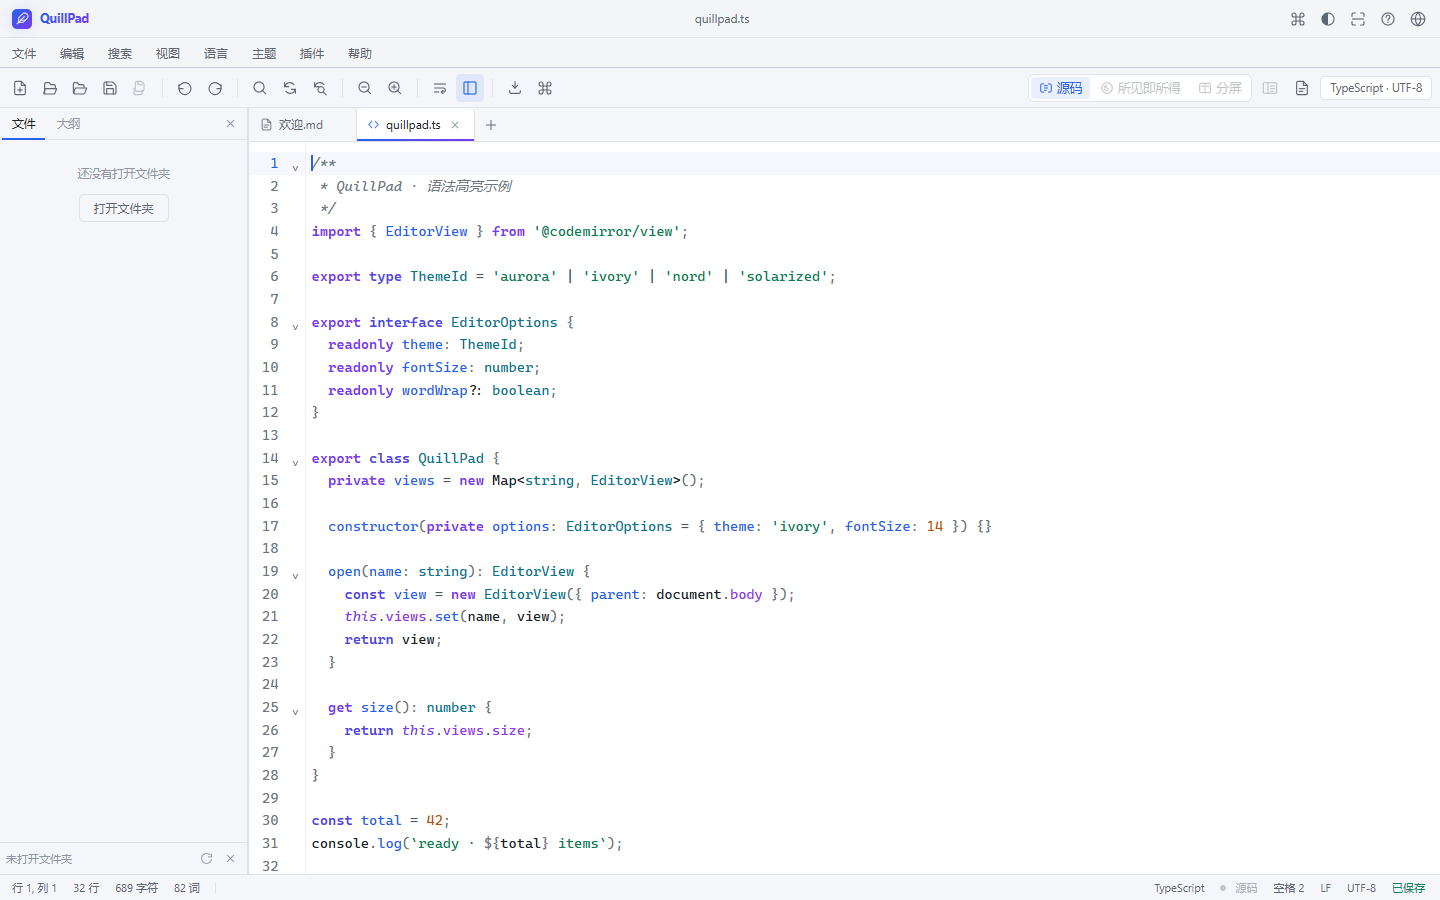 QuillPad
quillpad.ts
文件 编辑 搜索 视图 语言 主题 插件 帮助
源码 所见即所得 分屏 TypeScript · UTF-8
文件 大纲
欢迎.md quillpad.ts
还没有打开文件夹
打开文件夹
1 /**
2  * QuillPad · 语法高亮示例
3  */
4 import { EditorView } from '@codemirror/view';
5
6 export type ThemeId = 'aurora' | 'ivory' | 'nord' | 'solarized';
7
8 export interface EditorOptions {
9   readonly theme: ThemeId;
10   readonly fontSize: number;
11   readonly wordWrap?: boolean;
12 }
13
14 export class QuillPad {
15   private views = new Map<string, EditorView>();
16
17   constructor(private options: EditorOptions = { theme: 'ivory', fontSize: 14 }) {}
18
19   open(name: string): EditorView {
20     const view = new EditorView({ parent: document.body });
21     this.views.set(name, view);
22     return view;
23   }
24
25   get size(): number {
26     return this.views.size;
27   }
28 }
29
30 const total = 42;
31 console.log(`ready · ${total} items`);
32
未打开文件夹
行 1, 列 1 32 行 689 字符 82 词 TypeScript 源码 空格 2 LF UTF-8 已保存